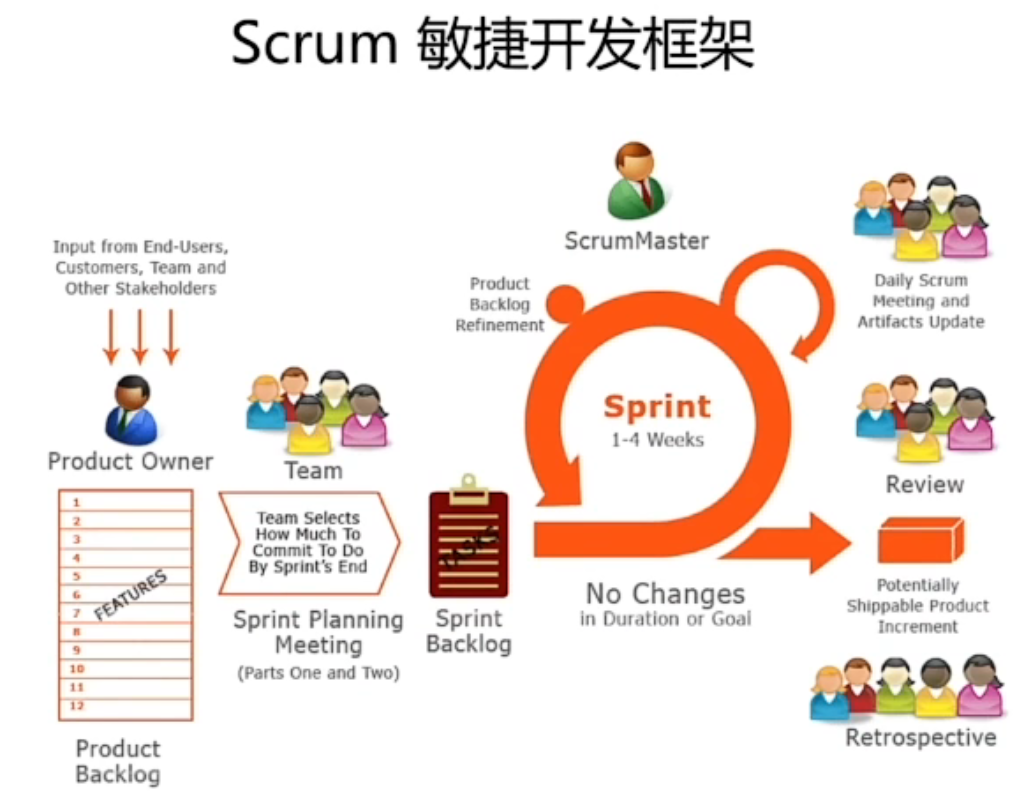 Scrum 敏捷开发框架
Input from End-Users,
Customers, Team and
Other Stakeholders
Product Owner
1
2
3
4
5
6
7
8
9
10
11
12
FEATURES
Product
Backlog
Team
Team Selects
How Much To
Commit To Do
By Sprint's End
Sprint Planning
Meeting
(Parts One and Two)
TASKS
Sprint
Backlog
ScrumMaster
Product
Backlog
Refinement
Sprint
1-4 Weeks
No Changes
in Duration or Goal
Daily Scrum
Meeting and
Artifacts Update
Review
Potentially
Shippable Product
Increment
Retrospective